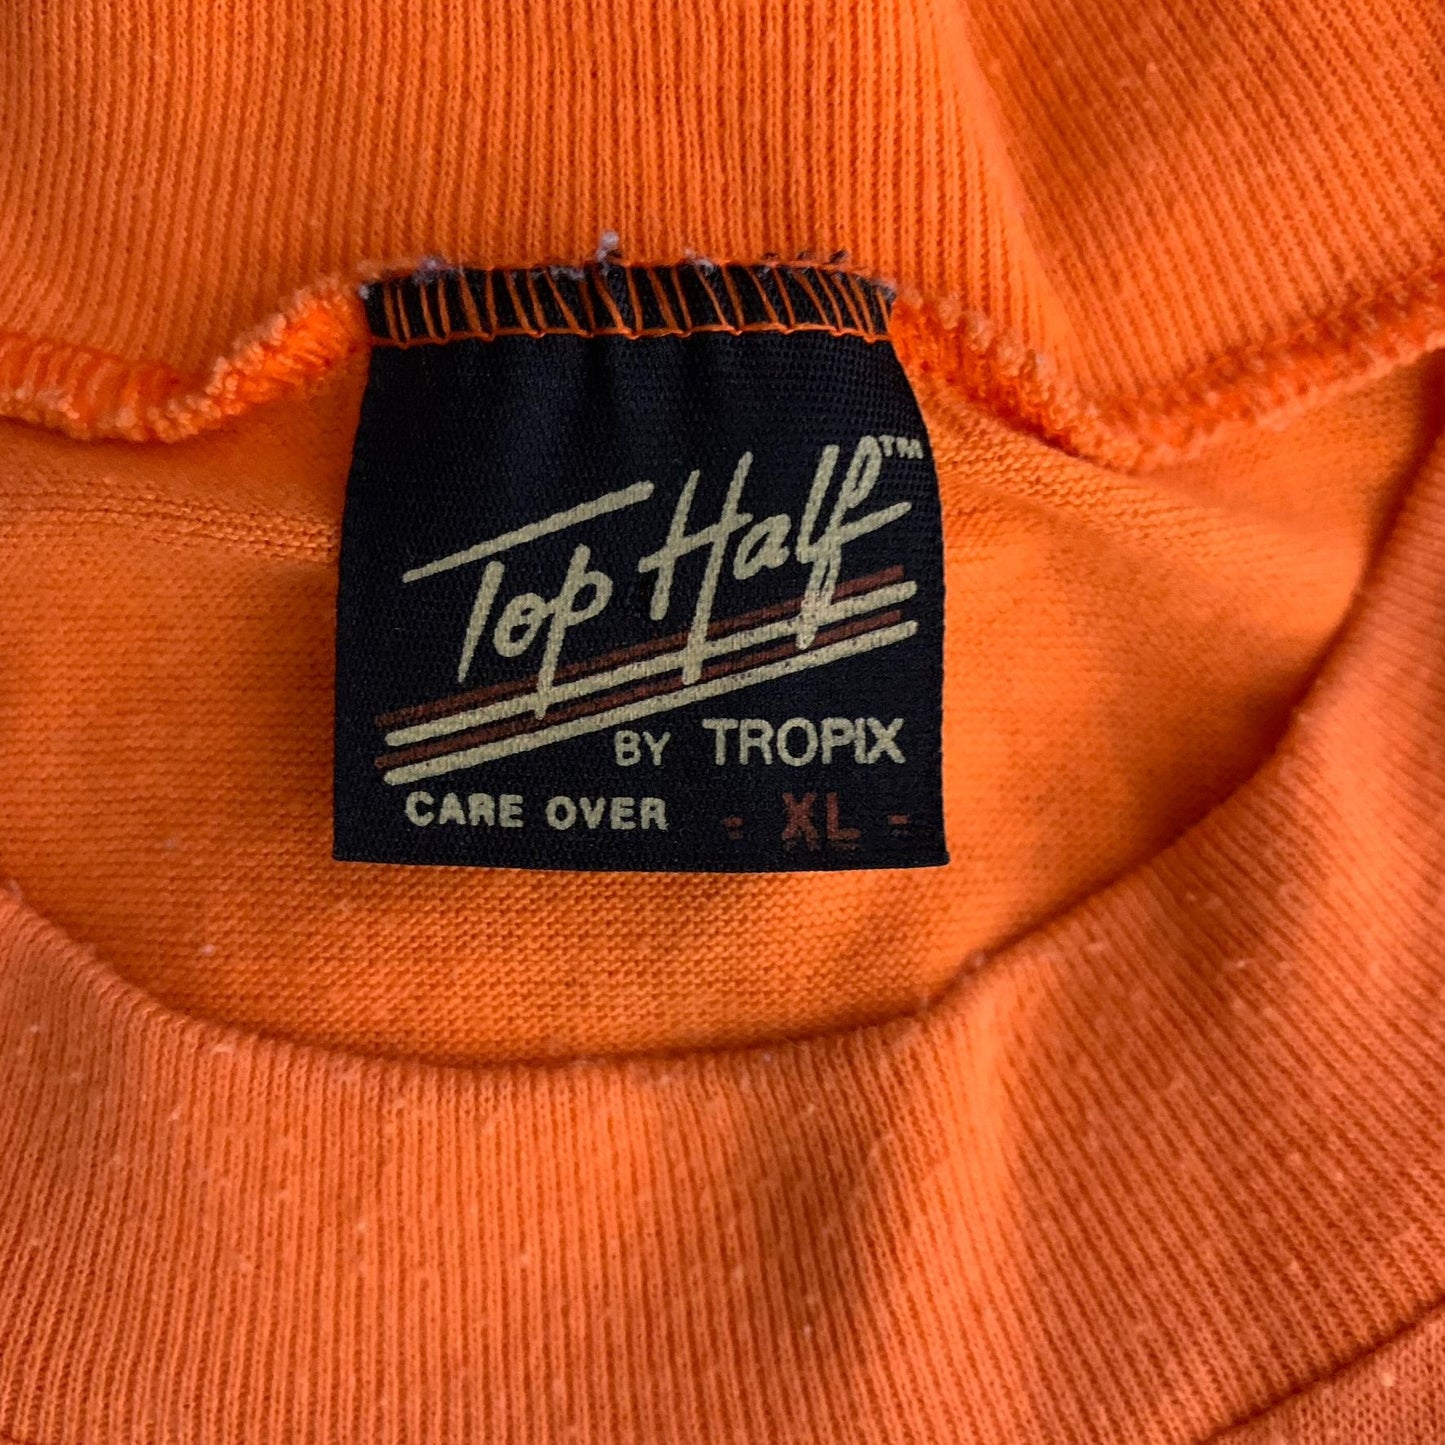 Top Half™
BY TROPIX
CARE OVER - XL -